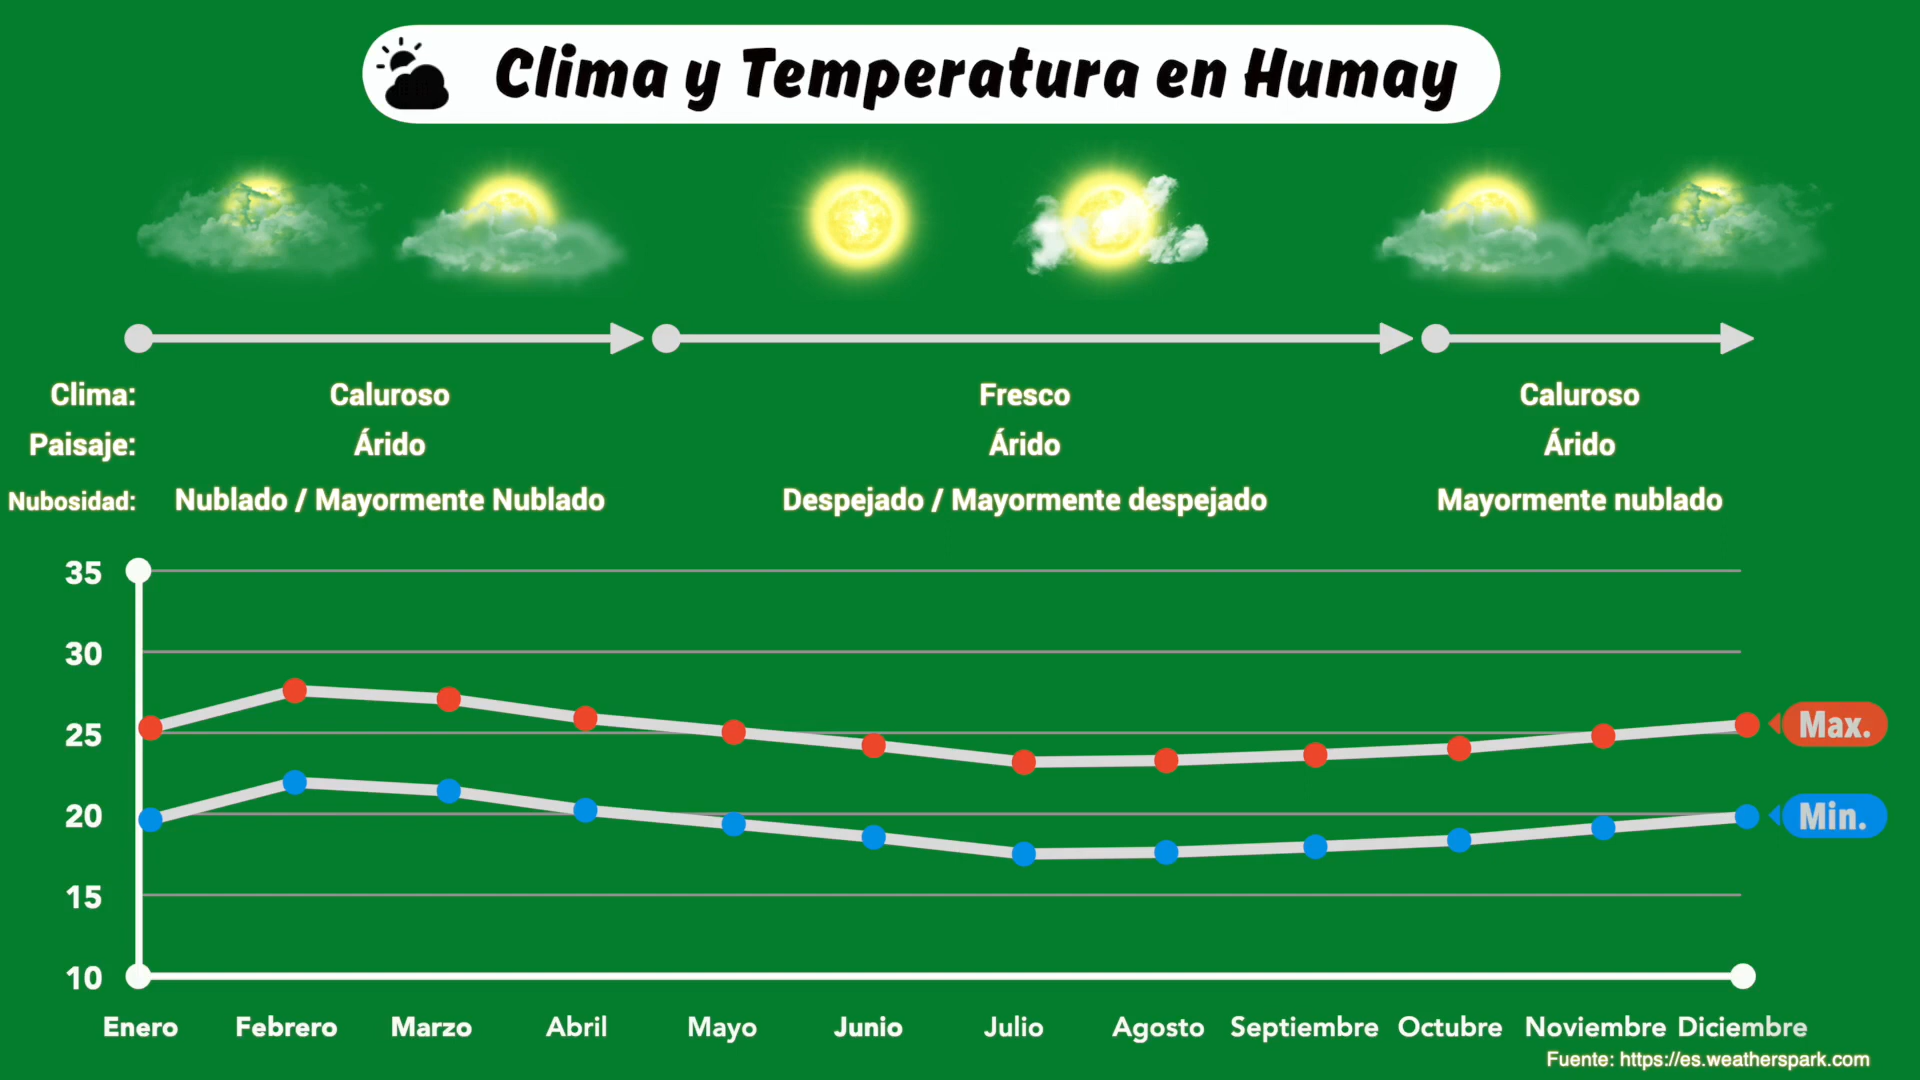 Clima y Temperatura en Humay
Clima: Caluroso Fresco Caluroso
Paisaje: Árido Árido Árido
Nubosidad: Nublado / Mayormente Nublado Despejado / Mayormente despejado Mayormente nublado
35
30
25
20
15
10
Max.
Min.
Enero Febrero Marzo Abril Mayo Junio Julio Agosto Septiembre Octubre Noviembre Diciembre
Fuente: https://es.weatherspark.com